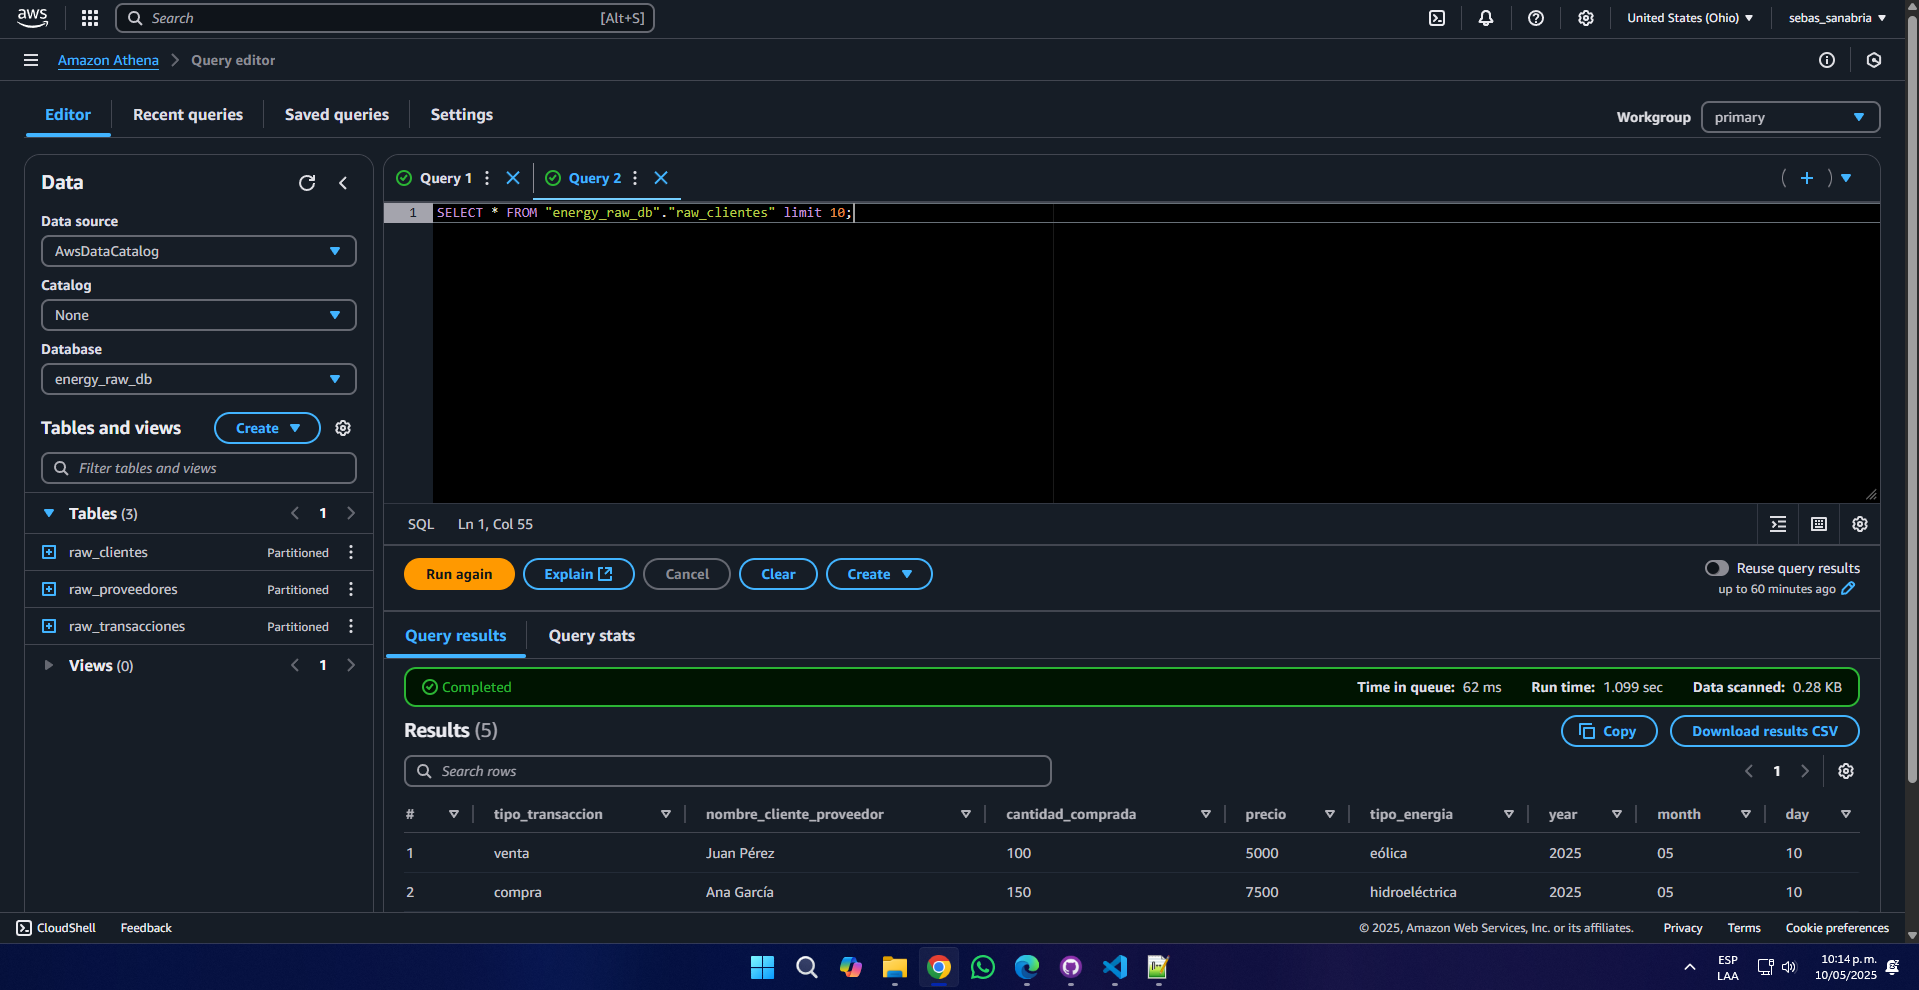 aws
Search [Alt+S] United States (Ohio) sebas_sanabria
Amazon Athena Query editor
Editor Recent queries Saved queries Settings
Workgroup primary
Data
Data source
AwsDataCatalog
Catalog
None
Database
energy_raw_db
Tables and views Create
Filter tables and views
Tables (3) 1
raw_clientes Partitioned
raw_proveedores Partitioned
raw_transacciones Partitioned
Views (0) 1
Query 1 Query 2
1 SELECT * FROM "energy_raw_db"."raw_clientes" limit 10;
SQL Ln 1, Col 55
Run again Explain Cancel Clear Create
Reuse query results
up to 60 minutes ago
Query results Query stats
Completed Time in queue: 62 ms Run time: 1.099 sec Data scanned: 0.28 KB
Results (5) Copy Download results CSV
Search rows 1
# tipo_transaccion nombre_cliente_proveedor cantidad_comprada precio tipo_energia year month day
1 venta Juan Pérez 100 5000 eólica 2025 05 10
2 compra Ana García 150 7500 hidroeléctrica 2025 05 10
CloudShell Feedback © 2025, Amazon Web Services, Inc. or its affiliates. Privacy Terms Cookie preferences
ESP
LAA
10:14 p. m.
10/05/2025